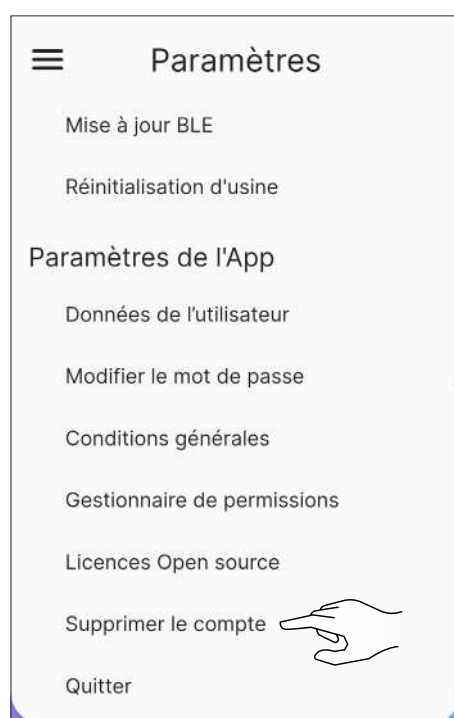 Paramètres
Mise à jour BLE
Réinitialisation d'usine
Paramètres de l'App
Données de l’utilisateur
Modifier le mot de passe
Conditions générales
Gestionnaire de permissions
Licences Open source
Supprimer le compte
Quitter